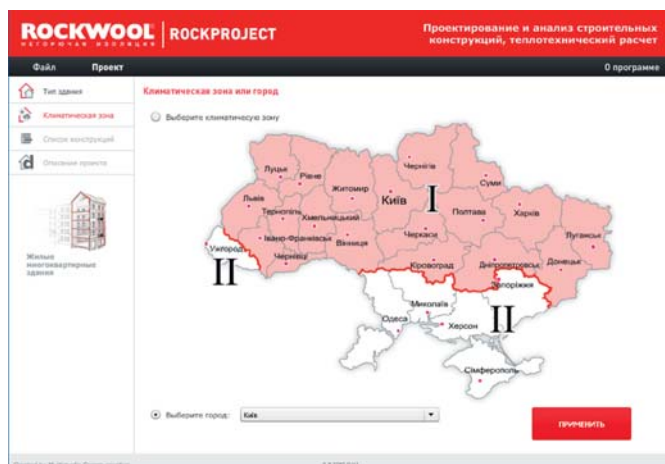 ROCKWOOL
НЕГОРЮЧАЯ ИЗОЛЯЦИЯ
ROCKPROJECT
Проектирование и анализ строительных
конструкций, теплотехнический расчет
Файл Проект О программе
Тип здания
Климатическая зона
Список конструкций
Описание проекта
Жилые
многоквартирные
здания
Климатическая зона или город
Выберите климатическую зону
Чернігів
Луцьк
Рівне
Суми
Житомир
Київ
I
Львів
Тернопіль
Хмельницький
Полтава
Харків
Івано-Франківськ
Вінниця
Черкаси
Луганськ
Ужгород
II
Чернівці
Кіровоград
Дніпропетровськ
Донецьк
Запоріжжя
Миколаїв
Одеса
Херсон
II
Сімферополь
Выберите город: Київ
ПРИМЕНИТЬ